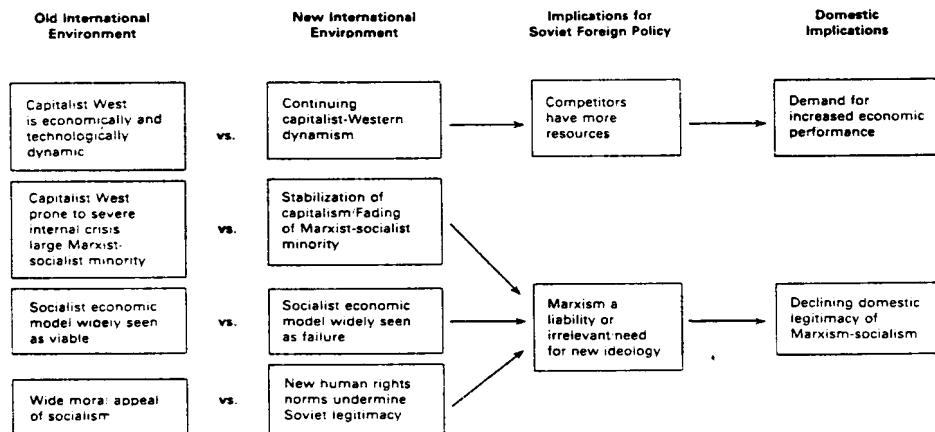 Old International
Environment
New International
Environment
Implications for
Soviet Foreign Policy
Domestic
Implications
Capitalist West
is economically and
technologically
dynamic
vs.
Continuing
capitalist-Western
dynamism
Competitors
have more
resources
Demand for
increased economic
performance
Capitalist West
prone to severe
internal crisis
large Marxist-
socialist minority
vs.
Stabilization of
capitalism/Fading
of Marxist-socialist
minority
Socialist economic
model widely seen
as viable
vs.
Socialist economic
model widely seen
as failure
Marxism a
liability or
irrelevant/need
for new ideology
Declining domestic
legitimacy of
Marxism-socialism
Wide moral appeal
of socialism
vs.
New human rights
norms undermine
Soviet legitimacy